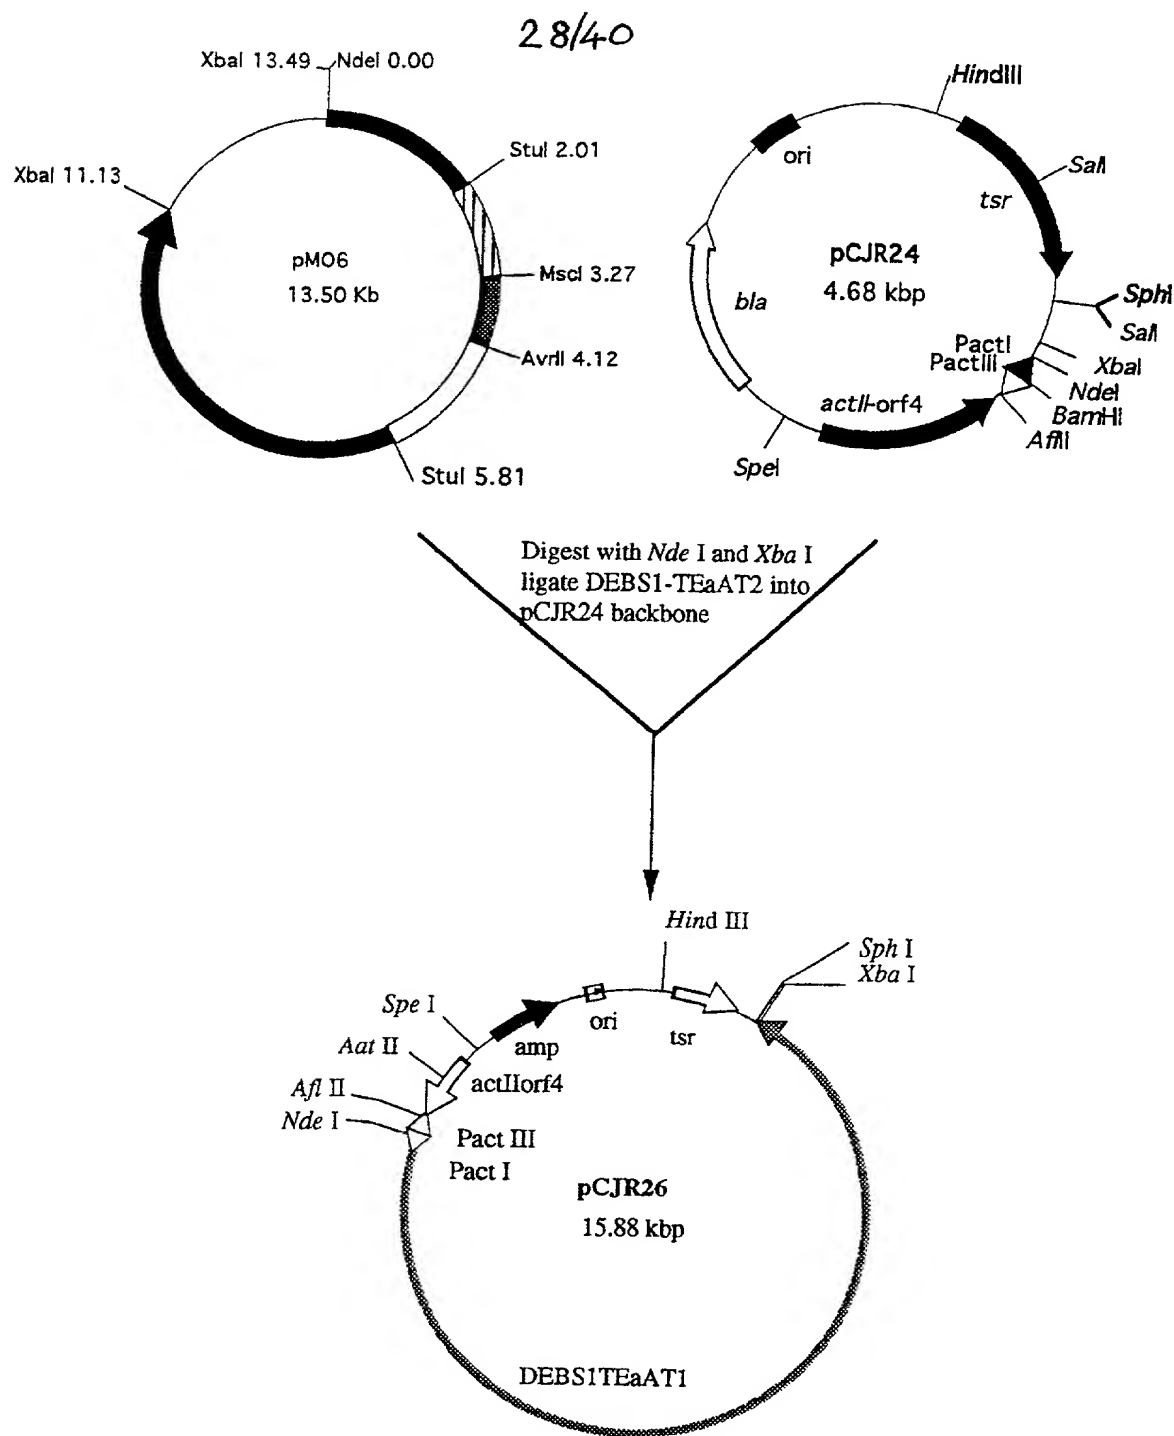 28/40
XbaI 13.49
NdeI 0.00
StuI 2.01
XbaI 11.13
pMO6
13.50 Kb
MscI 3.27
AvrII 4.12
StuI 5.81
HindIII
ori
SalI
tsr
pCJR24
4.68 kbp
bla
SphI
SalI
PactI
PactIII
XbaI
NdeI
BamHI
AflII
actII-orf4
SpeI
Digest with Nde I and Xba I
ligate DEBS1-TEaAT2 into
pCJR24 backbone
Hind III
Sph I
Xba I
Spe I
ori
tsr
amp
Aat II
actIIorf4
Afl II
Nde I
Pact III
Pact I
pCJR26
15.88 kbp
DEBS1TEaAT1